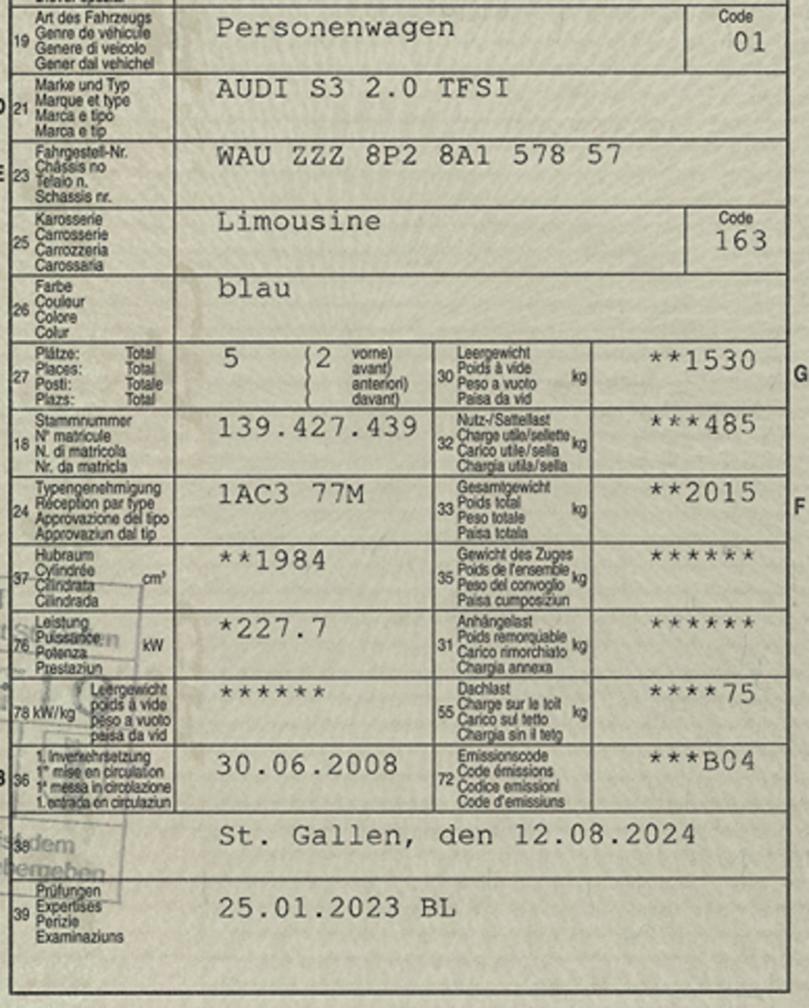 19 Art des Fahrzeugs
Genre de véhicule
Genere di veicolo
Gener dal vehichel
Personenwagen
Code
01
21 Marke und Typ
Marque et type
Marca e tipo
Marca e tip
AUDI S3 2.0 TFSI
23 Fahrgestell-Nr.
Châssis no
Telaio n.
Schassis nr.
WAU ZZZ 8P2 8A1 578 57
25 Karosserie
Carrosserie
Carrozzeria
Carossaria
Limousine
Code
163
26 Farbe
Couleur
Colore
Colur
blau
27 Plätze: Total
Places: Total
Posti: Totale
Plazs: Total
5 (2 vorne)
avant)
anteriori)
( davant)
30 Leergewicht
Poids à vide
Peso a vuoto
Paisa da vid
kg
**1530
G
18 Stammnummer
N° matricule
N. di matricola
Nr. da matricla
139.427.439
32 Nutz-/Sattellast
Charge utile/sellette
Carico utile/sella
Chargia utila/sella
kg
***485
24 Typengenehmigung
Réception par type
Approvazione del tipo
Approvaziun dal tip
1AC3 77M
33 Gesamtgewicht
Poids total
Peso totale
Paisa totala
kg
**2015
F
37 Hubraum
Cylindrée
Cilindrata
Cilindrada
cm³
**1984
35 Gewicht des Zuges
Poids de l'ensemble
Peso del convoglio
Paisa cumposiziun
kg
******
76 Leistung
Puissance
Potenza
Prestaziun
kW
*227.7
31 Anhängelast
Poids remorquable
Carico rimorchiato
Chargia annexa
kg
******
78 kW/kg Leergewicht
poids à vide
peso a vuoto
paisa da vid
******
55 Dachlast
Charge sur le toit
Carico sul tetto
Chargia sin il tetg
kg
****75
36 1. Inverkehrsetzung
1re mise en circulation
1a messa in circolazione
1. entrada en circulaziun
30.06.2008
72 Emissionscode
Code émissions
Codice emissioni
Code d'emissiuns
***B04
38 St. Gallen, den 12.08.2024
39 Prüfungen
Expertises
Perizie
Examinaziuns
25.01.2023 BL